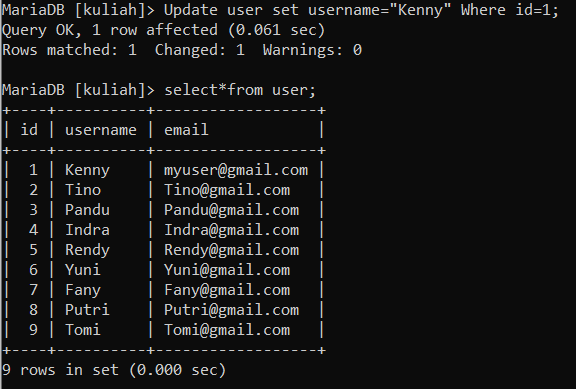 MariaDB [kuliah]> Update user set username="Kenny" Where id=1;
Query OK, 1 row affected (0.061 sec)
Rows matched: 1  Changed: 1  Warnings: 0

MariaDB [kuliah]> select*from user;
+----+----------+------------------+
| id | username | email            |
+----+----------+------------------+
|  1 | Kenny    | myuser@gmail.com |
|  2 | Tino     | Tino@gmail.com   |
|  3 | Pandu    | Pandu@gmail.com  |
|  4 | Indra    | Indra@gmail.com  |
|  5 | Rendy    | Rendy@gmail.com  |
|  6 | Yuni     | Yuni@gmail.com   |
|  7 | Fany     | Fany@gmail.com   |
|  8 | Putri    | Putri@gmail.com  |
|  9 | Tomi     | Tomi@gmail.com   |
+----+----------+------------------+
9 rows in set (0.000 sec)